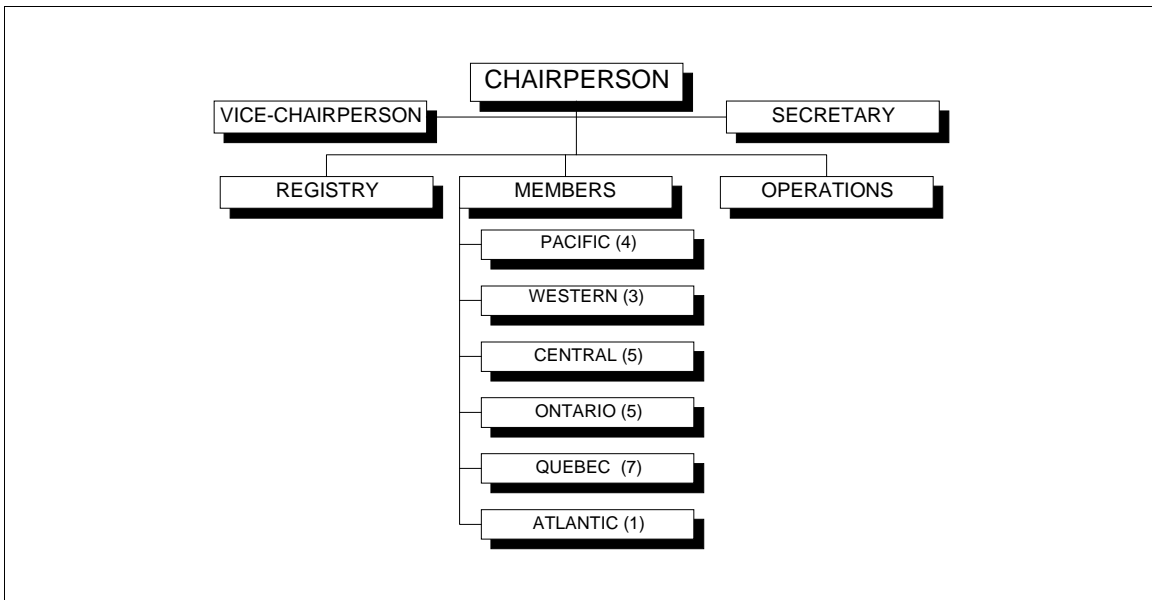 CHAIRPERSON
VICE-CHAIRPERSON
SECRETARY
REGISTRY
MEMBERS
OPERATIONS
PACIFIC (4)
WESTERN (3)
CENTRAL (5)
ONTARIO (5)
QUEBEC (7)
ATLANTIC (1)